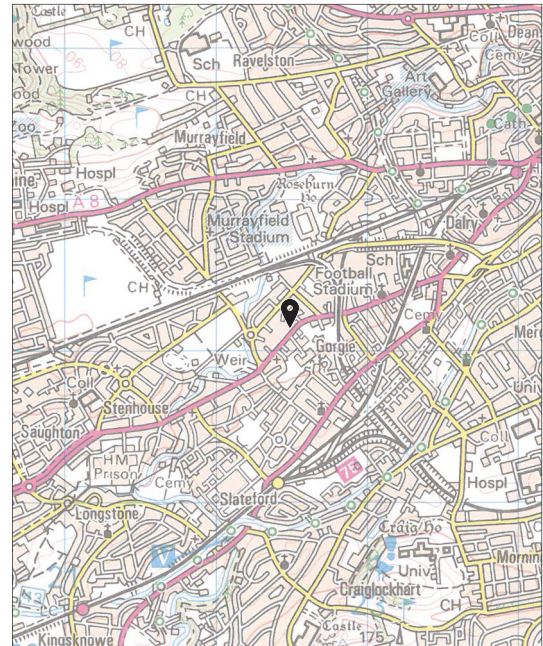 Castle
CH
Coll
Dean
Cemy
wood
Sch
Ravelston
Tower
Art
Gallery
CH
ood
Zoo
Murrayfield
Cath
Hospl
Roseburn
Ho
Hospl
A 8
Murrayfield
Stadium
Dalry
Sch
Football
Stadium
CH
Cemy
Gorgie
Weir
Coll
Univ
Stenhouse
Saughton
Coll
HM
Prison
Cemy
Hospl
Slateford
Longstone
Craig Ho
Univ
Craiglockhart
CH
Castle
175
Kingsknowe